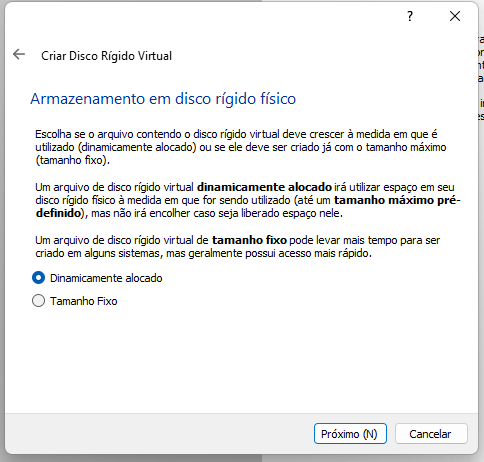 ?
Criar Disco Rígido Virtual
Armazenamento em disco rígido físico
Escolha se o arquivo contendo o disco rígido virtual deve crescer à medida em que é
utilizado (dinamicamente alocado) ou se ele deve ser criado já com o tamanho máximo
(tamanho fixo).
Um arquivo de disco rígido virtual dinamicamente alocado irá utilizar espaço em seu
disco rígido físico à medida em que for sendo utilizado (até um tamanho máximo pré-
definido), mas não irá encolher caso seja liberado espaço nele.
Um arquivo de disco rígido virtual de tamanho fixo pode levar mais tempo para ser
criado em alguns sistemas, mas geralmente possui acesso mais rápido.
Dinamicamente alocado
Tamanho Fixo
Próximo (N)
Cancelar